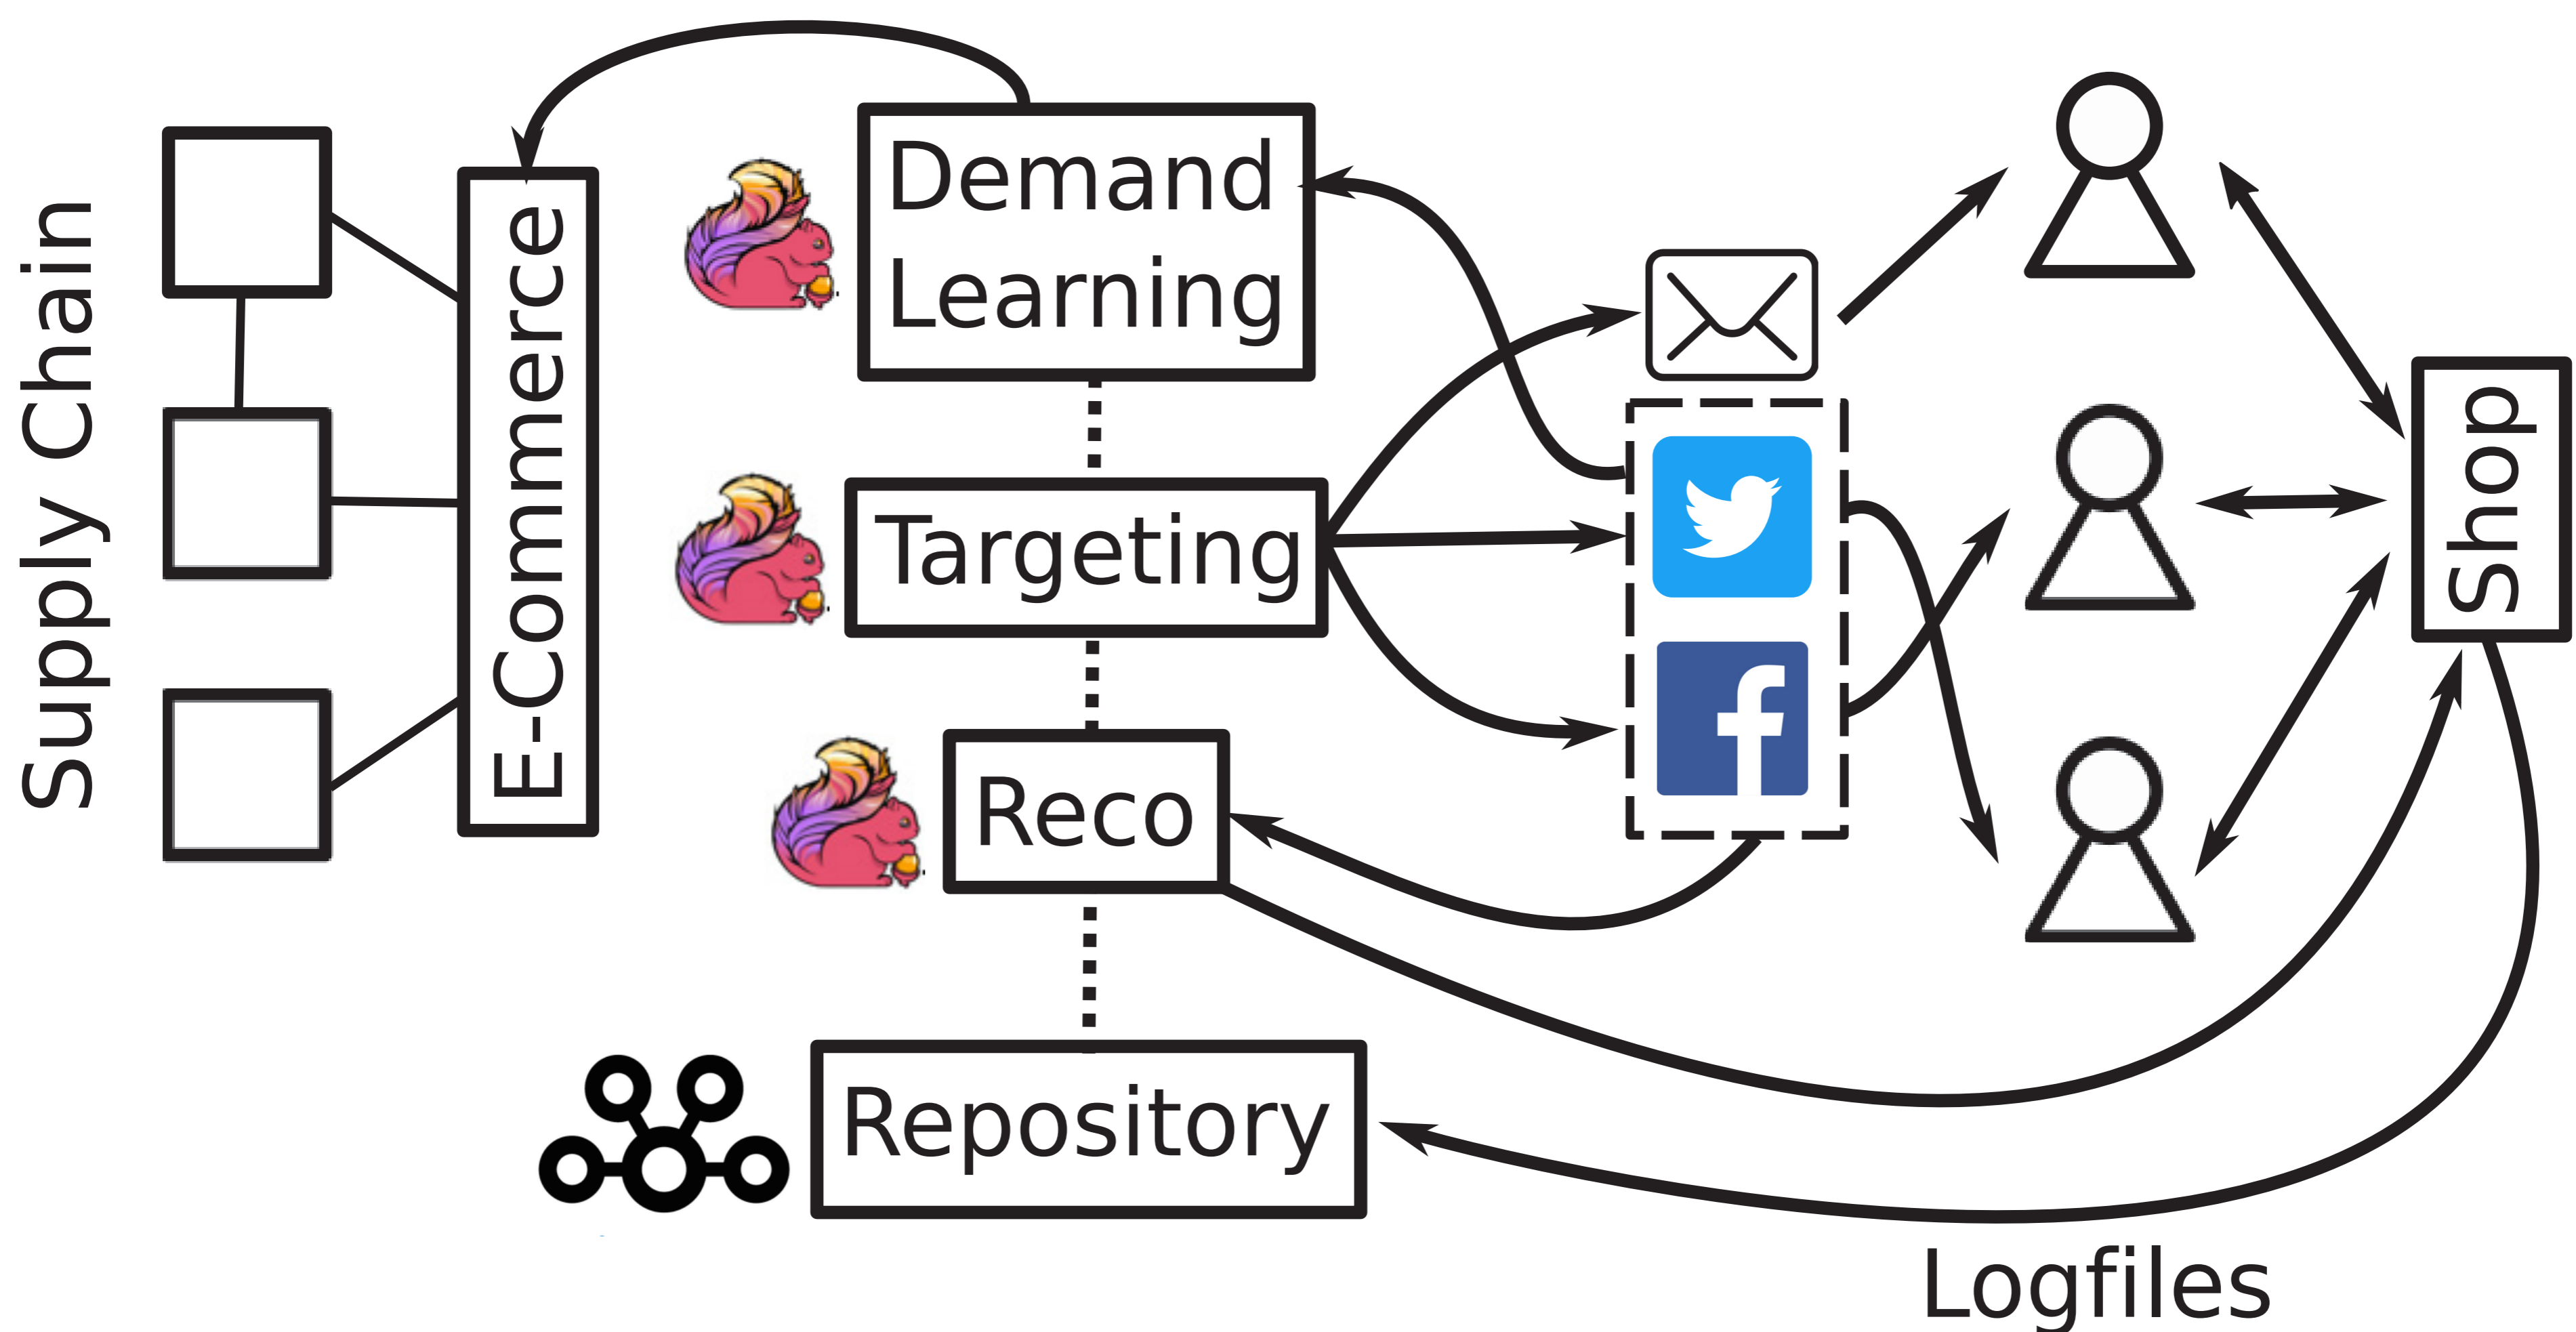 Supply Chain
E-Commerce
Demand
Learning
Targeting
Reco
Repository
Shop
Logfiles